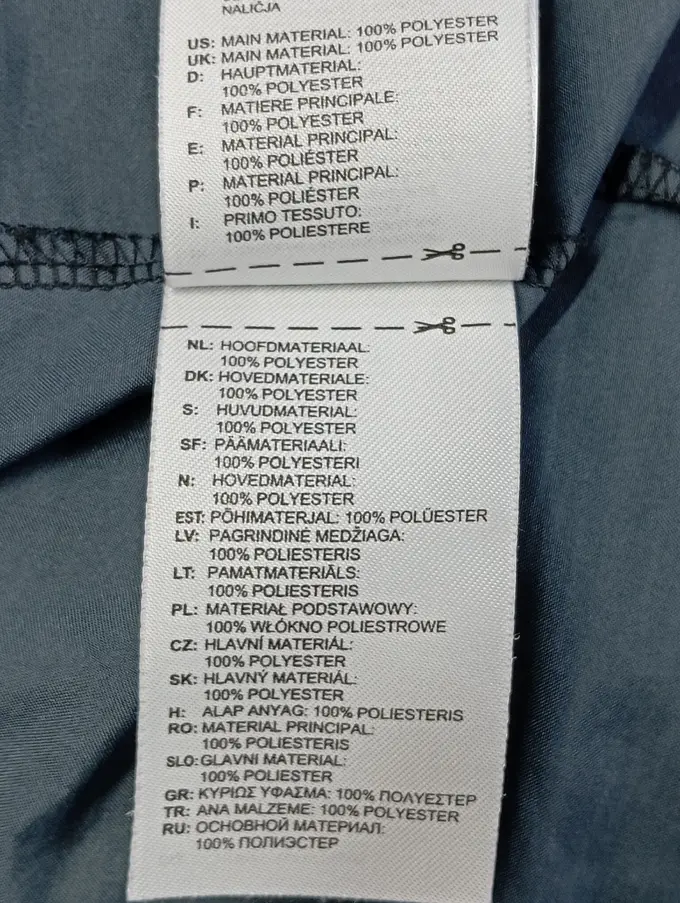 NALIČJA
US: MAIN MATERIAL: 100% POLYESTER
UK: MAIN MATERIAL: 100% POLYESTER
D: HAUPTMATERIAL:
100% POLYESTER
F: MATIERE PRINCIPALE:
100% POLYESTER
E: MATERIAL PRINCIPAL:
100% POLIÉSTER
P: MATERIAL PRINCIPAL:
100% POLIÉSTER
I: PRIMO TESSUTO:
100% POLIESTERE
NL: HOOFDMATERIAAL:
100% POLYESTER
DK: HOVEDMATERIALE:
100% POLYESTER
S: HUVUDMATERIAL:
100% POLYESTER
SF: PÄÄMATERIAALI:
100% POLYESTERI
N: HOVEDMATERIAL:
100% POLYESTER
EST: PÕHIMATERJAL: 100% POLÜESTER
LV: PAGRINDINĖ MEDŽIAGA:
100% POLIESTERIS
LT: PAMATMATERIĀLS:
100% POLIESTERIS
PL: MATERIAŁ PODSTAWOWY:
100% WŁÓKNO POLIESTROWE
CZ: HLAVNÍ MATERIÁL:
100% POLYESTER
SK: HLAVNÝ MATERIÁL:
100% POLYESTER
H: ALAP ANYAG: 100% POLIESTERIS
RO: MATERIAL PRINCIPAL:
100% POLIESTERIS
SLO: GLAVNI MATERIAL:
100% POLYESTER
GR: ΚΥΡΙΩΣ ΥΦΑΣΜΑ: 100% ΠΟΛΥΕΣΤΕΡ
TR: ANA MALZEME: 100% POLYESTER
RU: ОСНОВНОЙ МАТЕРИАЛ:
100% ПОЛИЭСТЕР